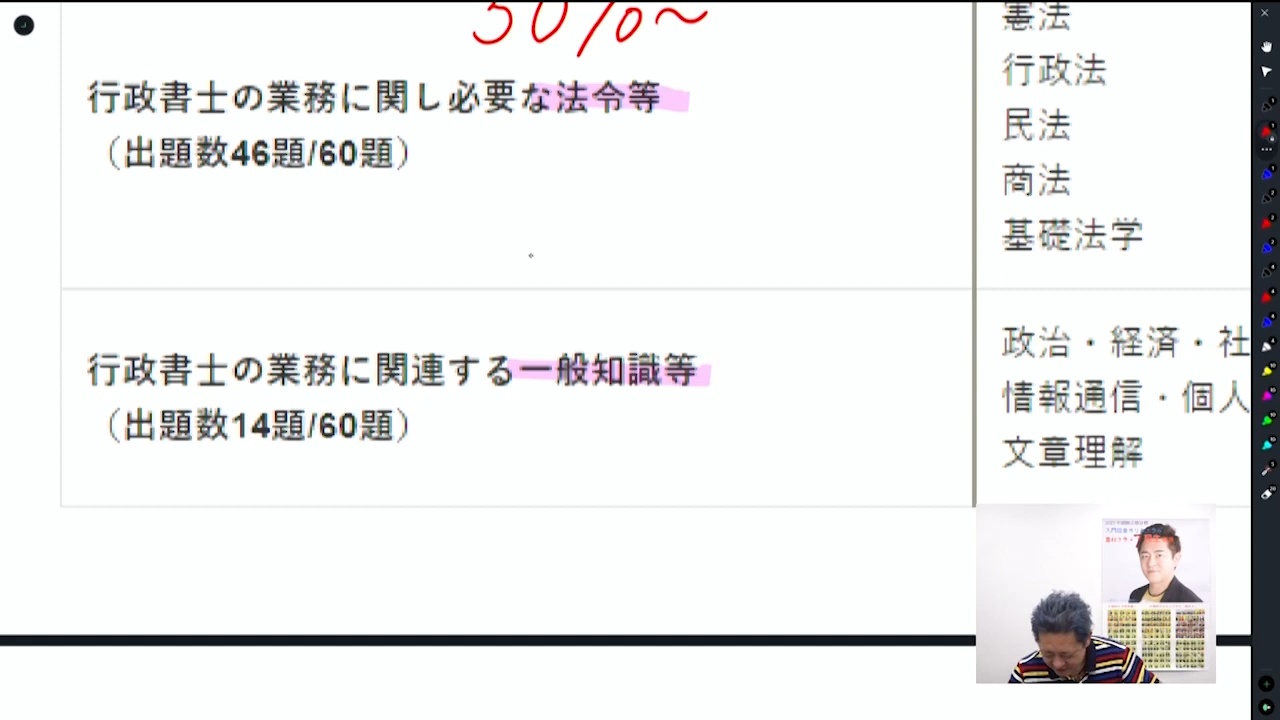 50%~
行政書士の業務に関し必要な法令等
（出題数46題/60題）
憲法
行政法
民法
商法
基礎法学
行政書士の業務に関連する一般知識等
（出題数14題/60題）
政治・経済・社
情報通信・個人
文章理解